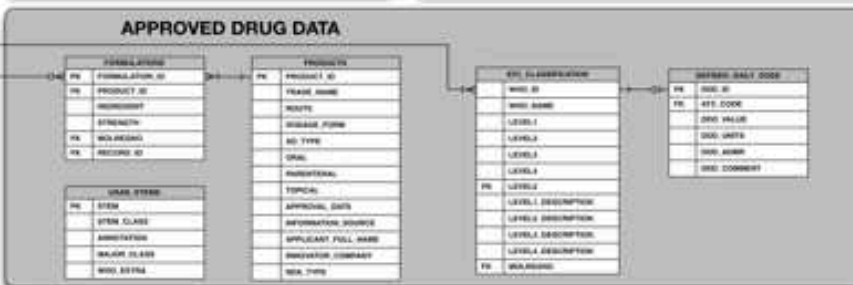 APPROVED DRUG DATA
FORMULATIONS
PK FORMULATION_ID
FK PRODUCT_ID
INGREDIENT
STRENGTH
FK MOLREGNO
FK RECORD_ID
USAN_STEMS
PK STEM
STEM_CLASS
ANNOTATION
MAJOR_CLASS
WHO_EXTRA
PRODUCTS
PK PRODUCT_ID
TRADE_NAME
ROUTE
DOSAGE_FORM
AD_TYPE
ORAL
PARENTERAL
TOPICAL
APPROVAL_DATE
INFORMATION_SOURCE
APPLICANT_FULL_NAME
INNOVATOR_COMPANY
NDA_TYPE
ATC_CLASSIFICATION
WHO_ID
WHO_NAME
LEVEL1
LEVEL2
LEVEL3
LEVEL4
LEVEL1_DESCRIPTION
LEVEL2_DESCRIPTION
LEVEL3_DESCRIPTION
LEVEL4_DESCRIPTION
FK MOLREGNO
PK DDD_ID
FK ATC_CODE
DDD_VALUE
DDD_UNITS
DDD_ADMR
DDD_COMMENT